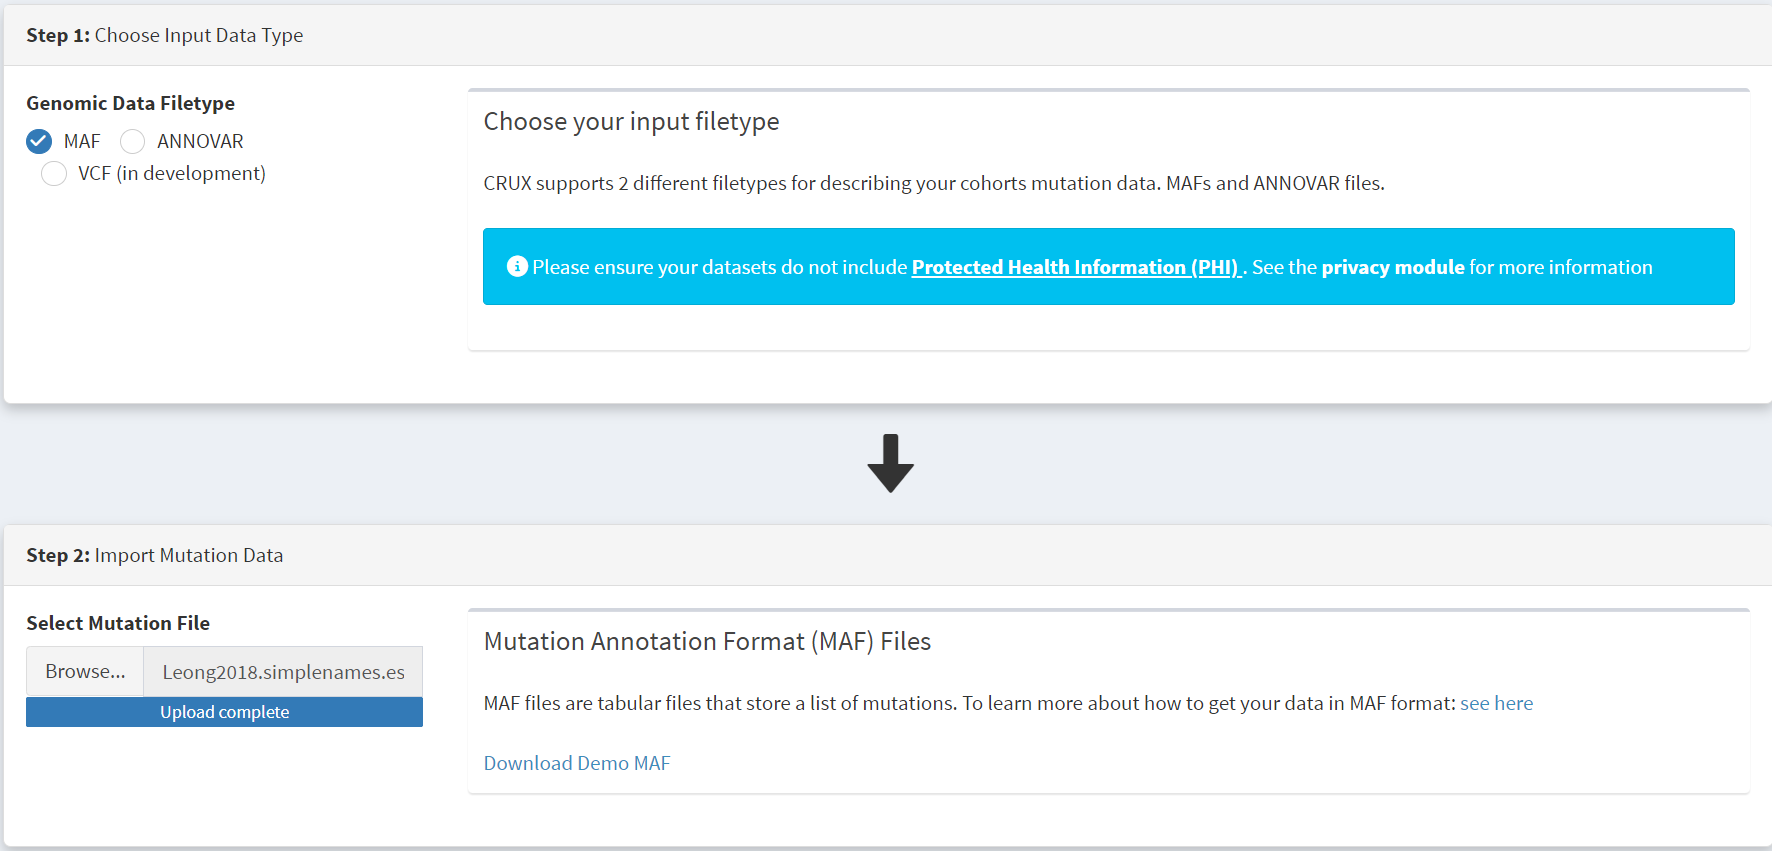 Step 1: Choose Input Data Type
Genomic Data Filetype
MAF
ANNOVAR
VCF (in development)
Choose your input filetype
CRUX supports 2 different filetypes for describing your cohorts mutation data. MAFs and ANNOVAR files.
Please ensure your datasets do not include Protected Health Information (PHI) . See the privacy module for more information
Step 2: Import Mutation Data
Select Mutation File
Browse... Leong2018.simplenames.es
Upload complete
Mutation Annotation Format (MAF) Files
MAF files are tabular files that store a list of mutations. To learn more about how to get your data in MAF format: see here
Download Demo MAF